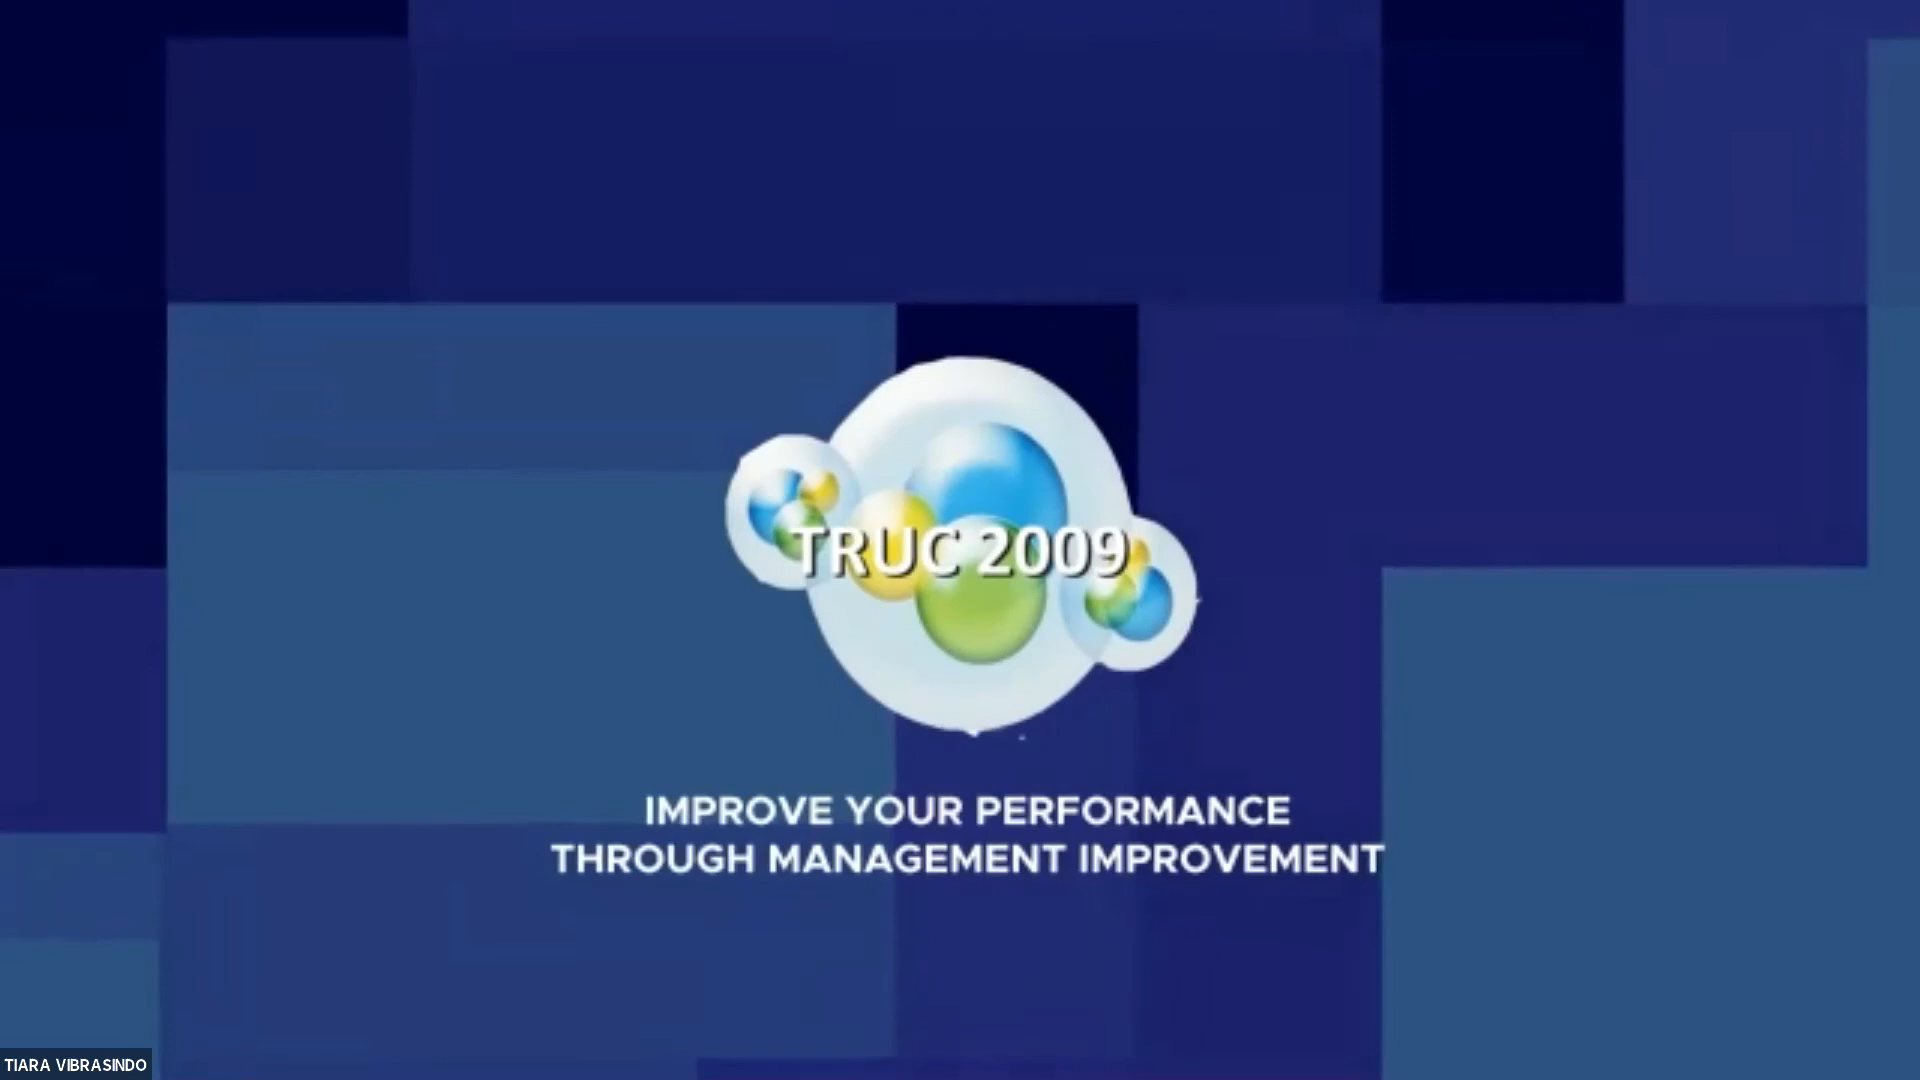 TRUC 2009
IMPROVE YOUR PERFORMANCE
THROUGH MANAGEMENT IMPROVEMENT
TIARA VIBRASINDO